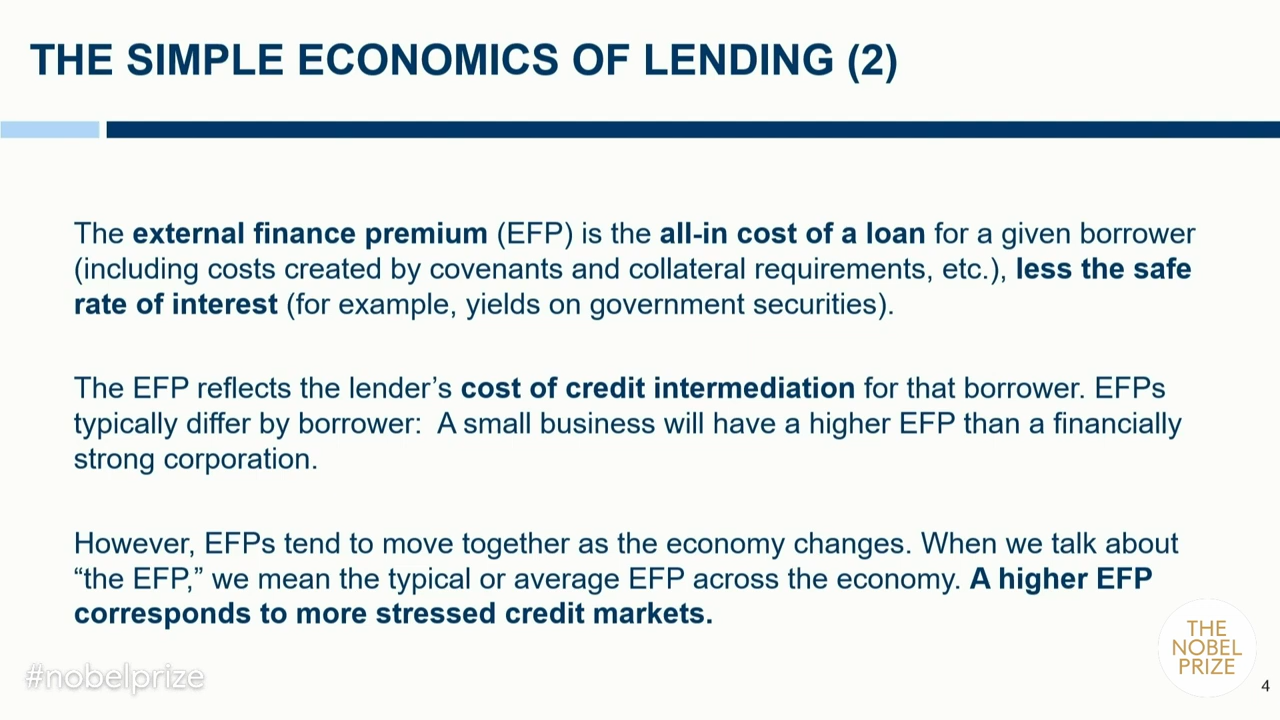 THE SIMPLE ECONOMICS OF LENDING (2)
The external finance premium (EFP) is the all-in cost of a loan for a given borrower
(including costs created by covenants and collateral requirements, etc.), less the safe
rate of interest (for example, yields on government securities).
The EFP reflects the lender’s cost of credit intermediation for that borrower. EFPs
typically differ by borrower:  A small business will have a higher EFP than a financially
strong corporation.
However, EFPs tend to move together as the economy changes. When we talk about
“the EFP,” we mean the typical or average EFP across the economy. A higher EFP
corresponds to more stressed credit markets.
THE
NOBEL
PRIZE
#nobelprize
4